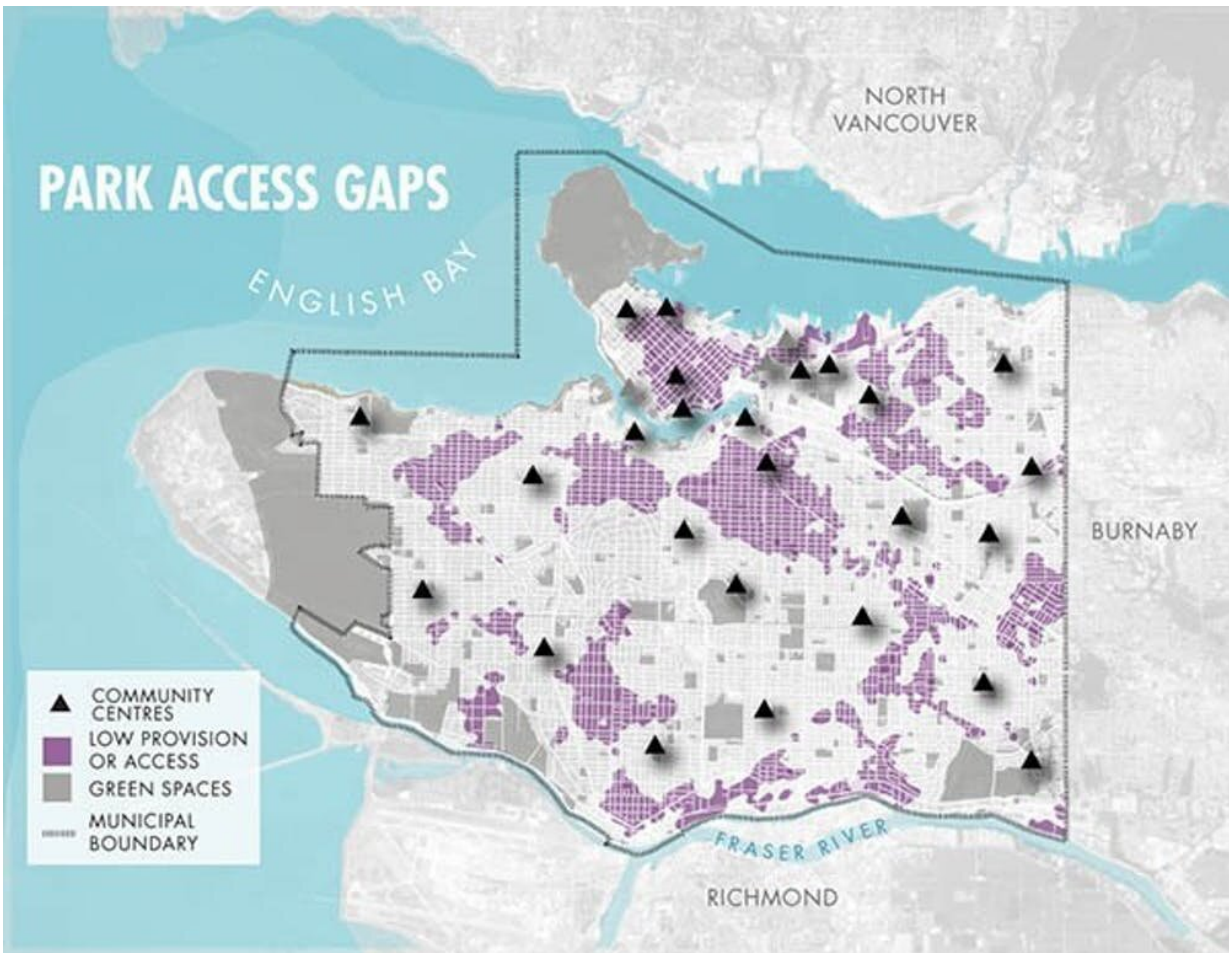 NORTH
VANCOUVER
PARK ACCESS GAPS
ENGLISH BAY
BURNABY
COMMUNITY
CENTRES
LOW PROVISION
OR ACCESS
GREEN SPACES
MUNICIPAL
BOUNDARY
FRASER RIVER
RICHMOND